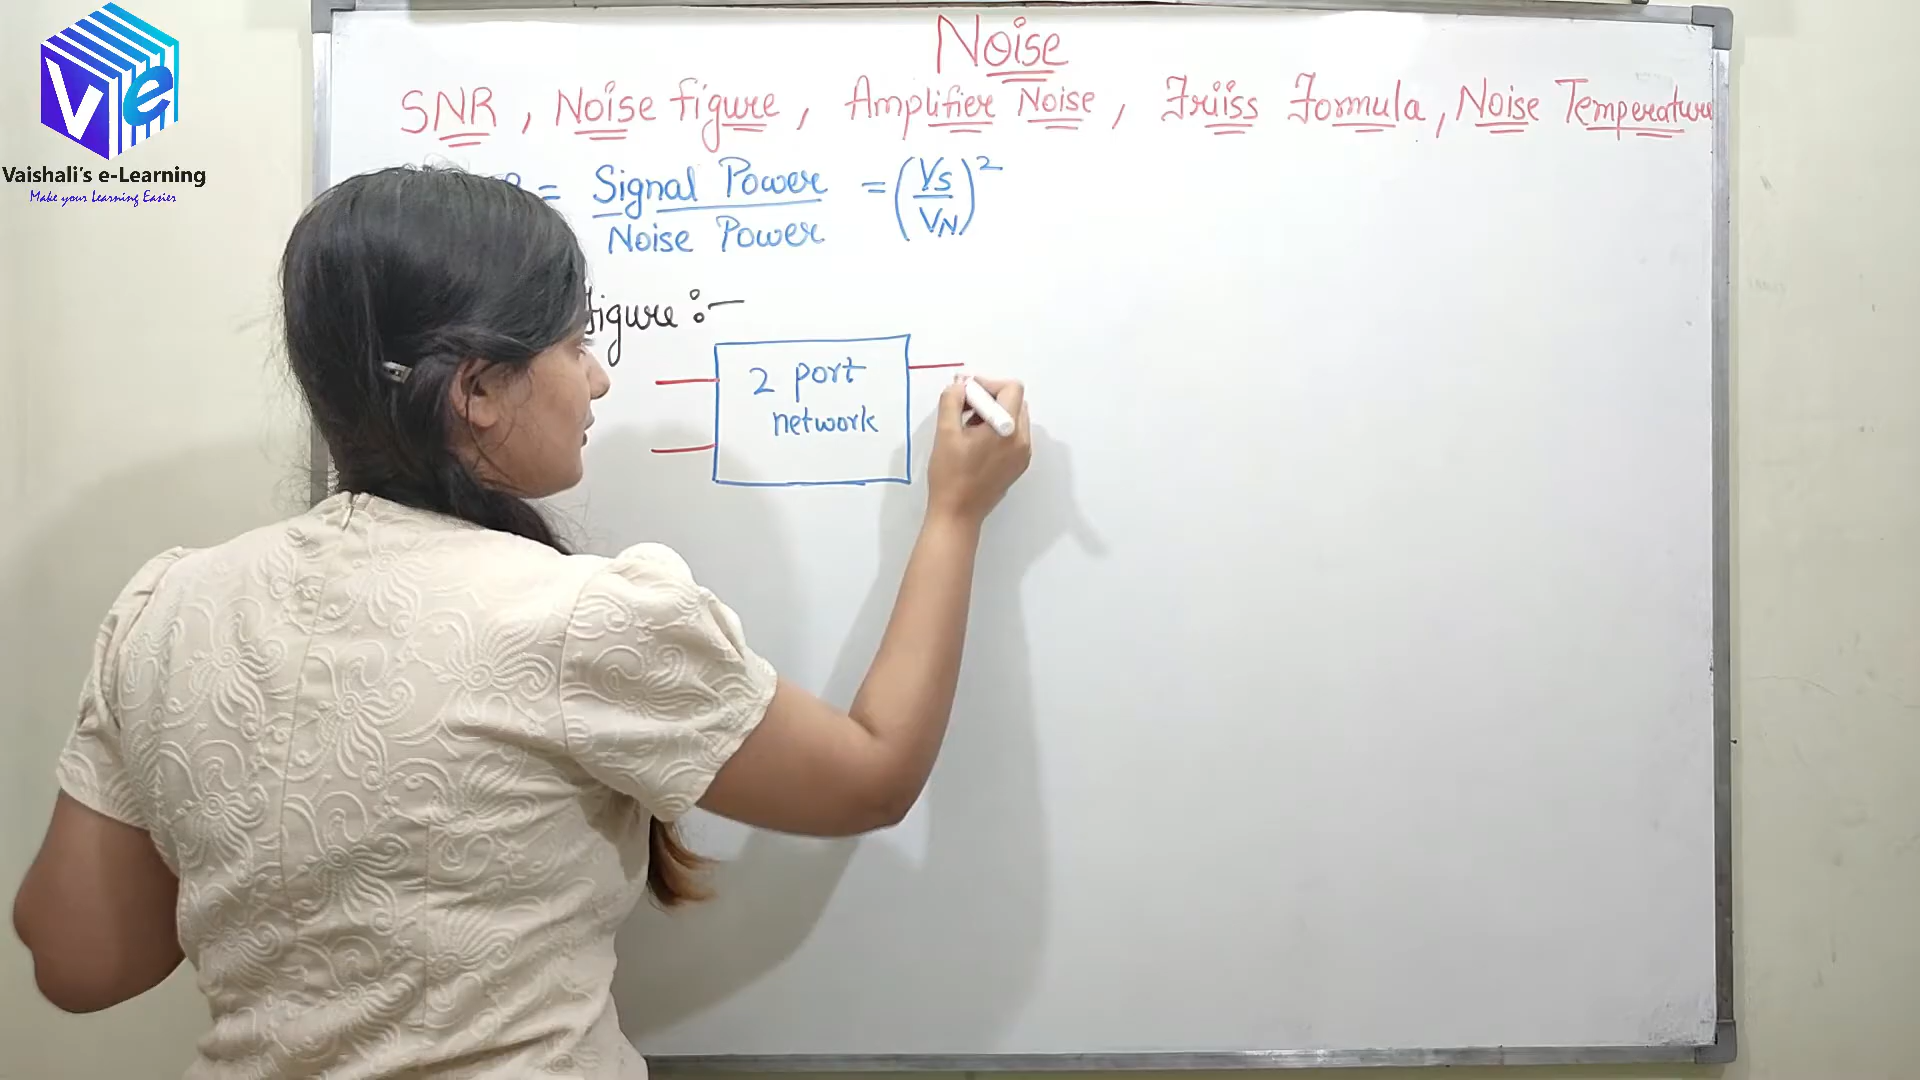 Ve
Vaishali's e-Learning
Make your Learning Easier
Noise
SNR, Noise figure, Amplifier Noise, Friiss Formula, Noise Temperature
= Signal Power / Noise Power = (VS/VN)²
figure :-
2 port
network